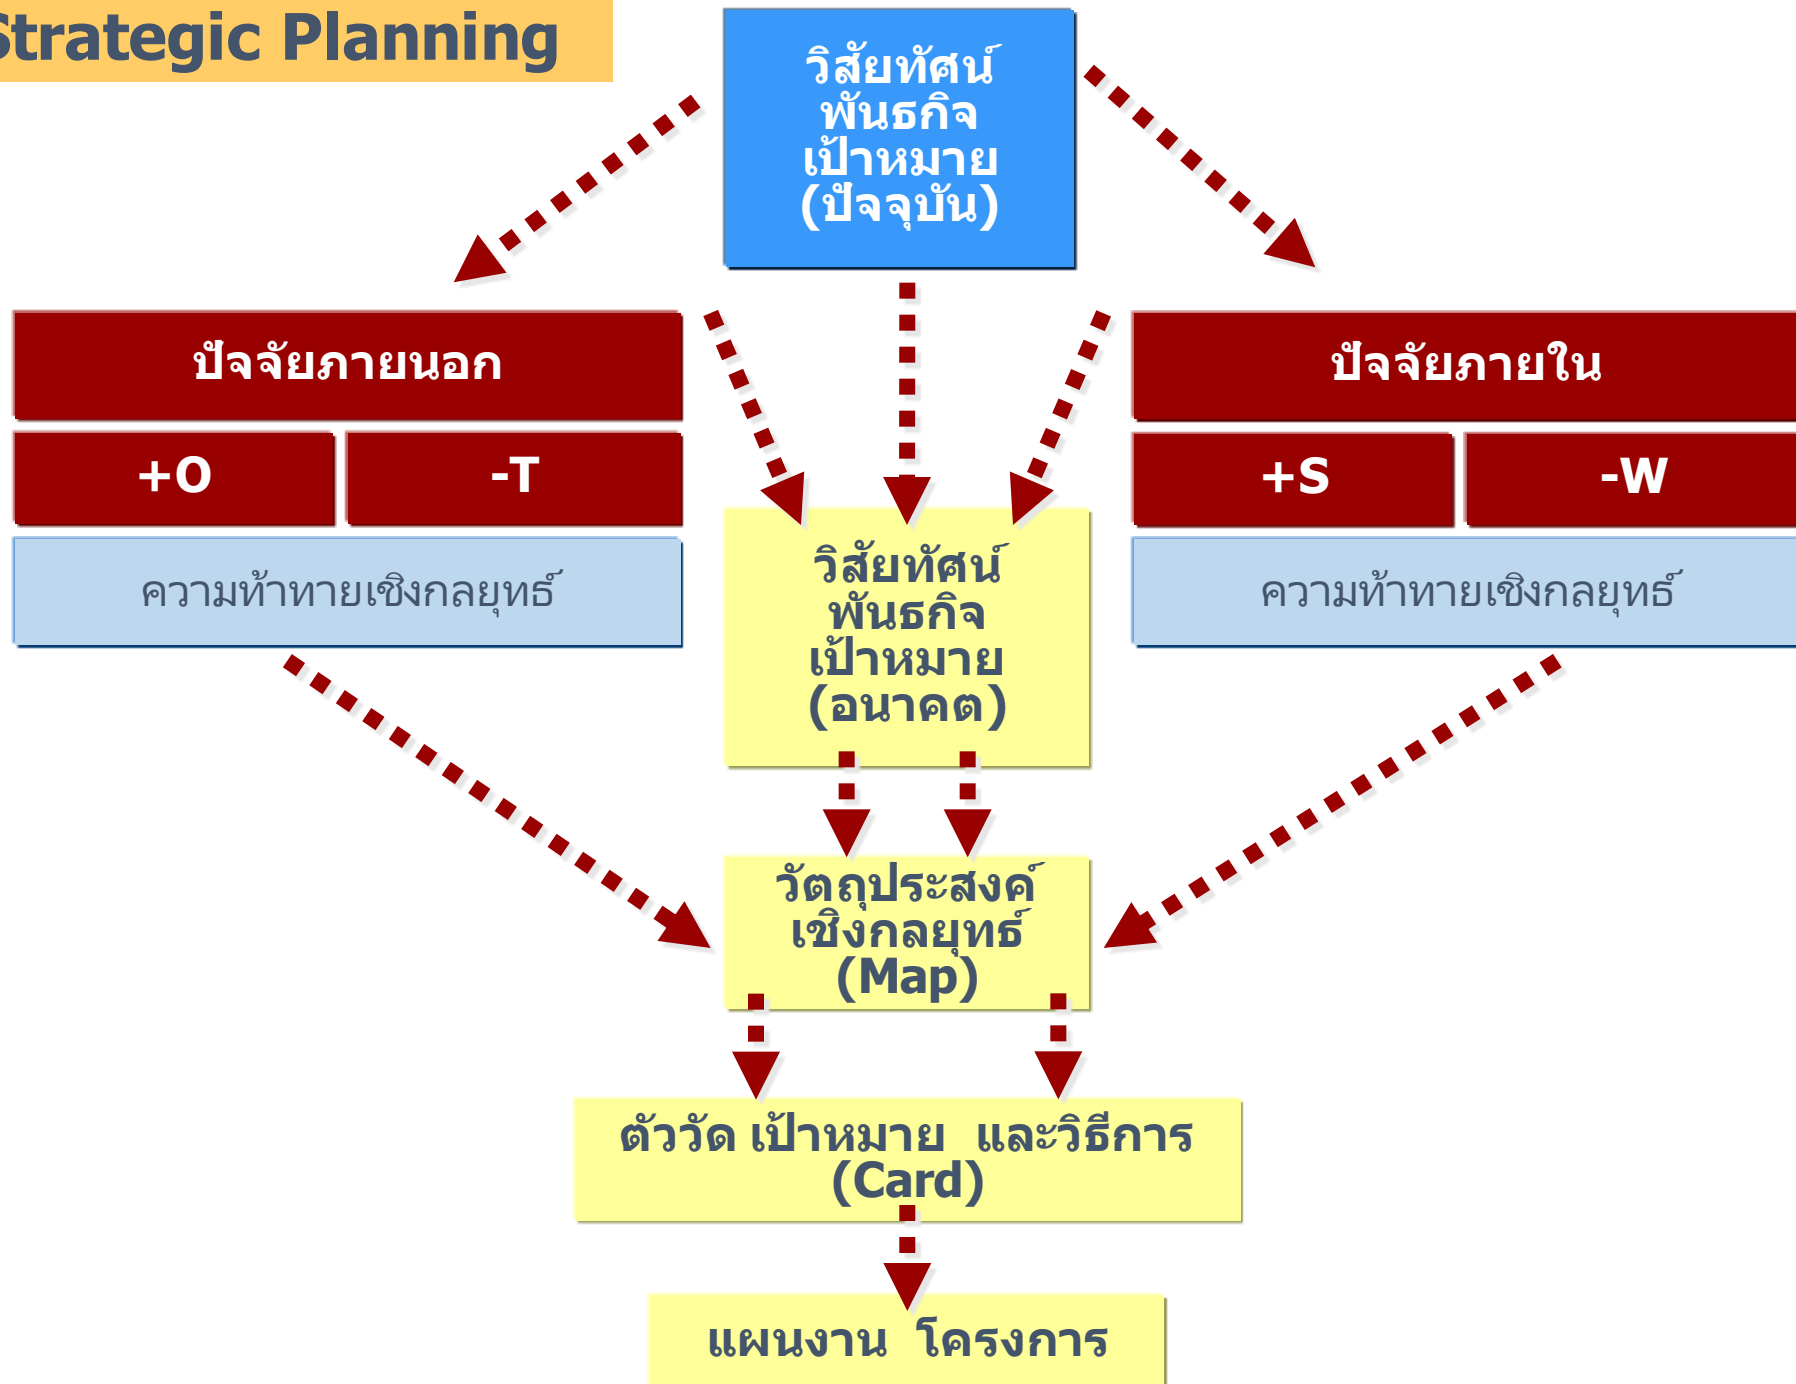 Strategic Planning
วิสัยทัศน์
พันธกิจ
เป้าหมาย
(ปัจจุบัน)
ปัจจัยภายนอก
ปัจจัยภายใน
+O
-T
+S
-W
ความท้าทายเชิงกลยุทธ์
ความท้าทายเชิงกลยุทธ์
วิสัยทัศน์
พันธกิจ
เป้าหมาย
(อนาคต)
วัตถุประสงค์
เชิงกลยุทธ์
(Map)
ตัววัด เป้าหมาย และวิธีการ
(Card)
แผนงาน โครงการ